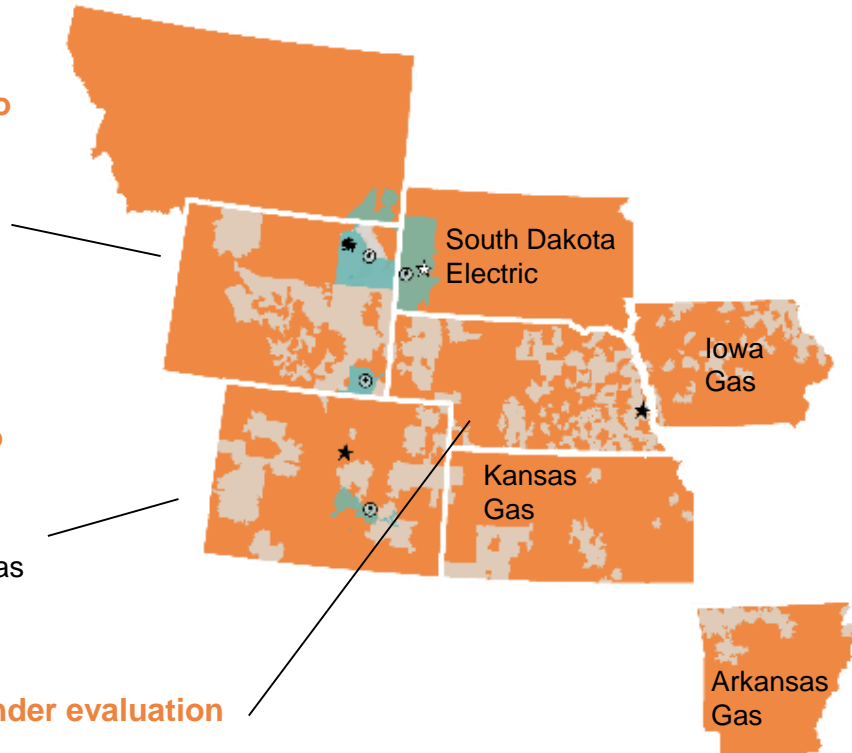 South Dakota
Electric
Iowa
Gas
Kansas
Gas
as
nder evaluation
Arkansas
Gas